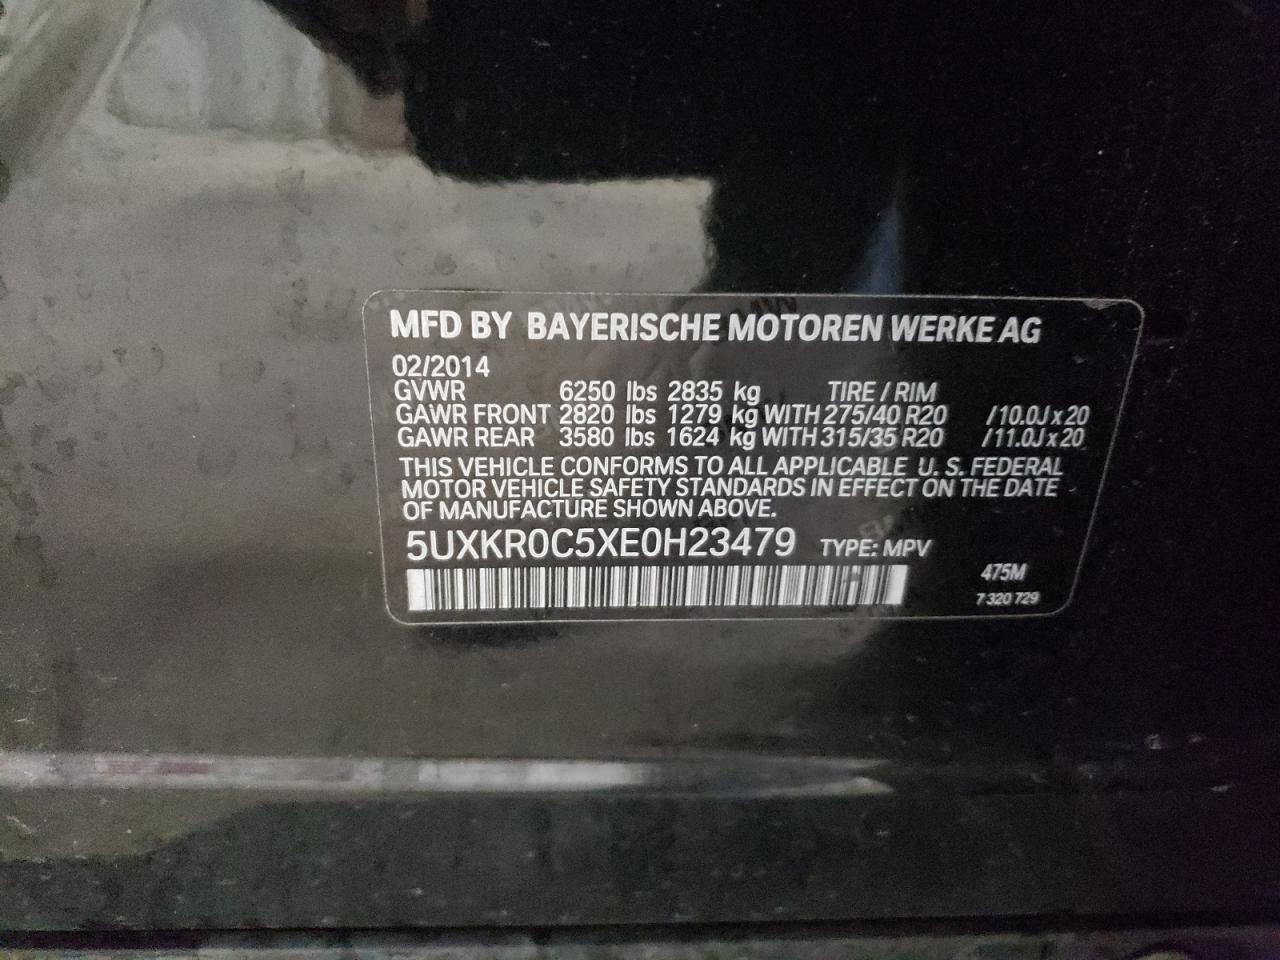 MFD BY BAYERISCHE MOTOREN WERKE AG
02/2014
GVWR 6250 lbs 2835 kg TIRE / RIM
GAWR FRONT 2820 lbs 1279 kg WITH 275/40 R20 /10.0J x 20
GAWR REAR 3580 lbs 1624 kg WITH 315/35 R20 /11.0J x 20
THIS VEHICLE CONFORMS TO ALL APPLICABLE U. S. FEDERAL
MOTOR VEHICLE SAFETY STANDARDS IN EFFECT ON THE DATE
OF MANUFACTURE SHOWN ABOVE.
5UXKR0C5XE0H23479 TYPE: MPV
475M
7 320 729